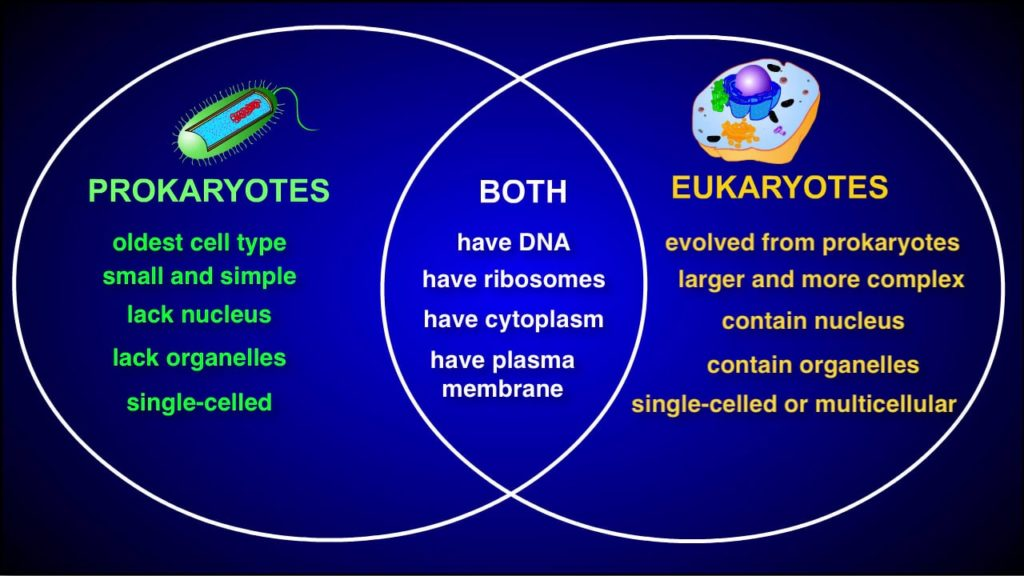 PROKARYOTES
oldest cell type
small and simple
lack nucleus
lack organelles
single-celled
BOTH
have DNA
have ribosomes
have cytoplasm
have plasma
membrane
EUKARYOTES
evolved from prokaryotes
larger and more complex
contain nucleus
contain organelles
single-celled or multicellular